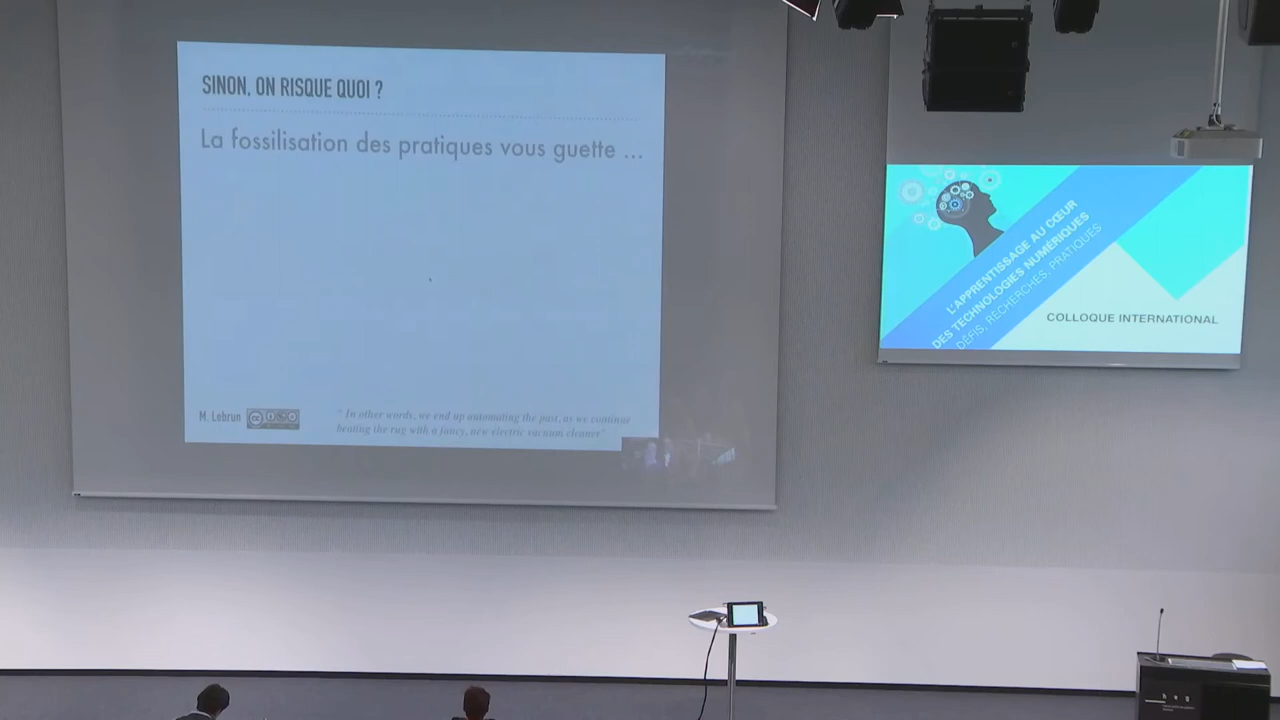 SINON, ON RISQUE QUOI ?
La fossilisation des pratiques vous guette ...
M. Lebrun
" In other words, we end up automating the past, as we continue
beating the rug with a fancy, new electric vacuum cleaner"
L'APPRENTISSAGE AU CŒUR
DES TECHNOLOGIES NUMÉRIQUES
DÉFIS, RECHERCHES, PRATIQUES
COLLOQUE INTERNATIONAL